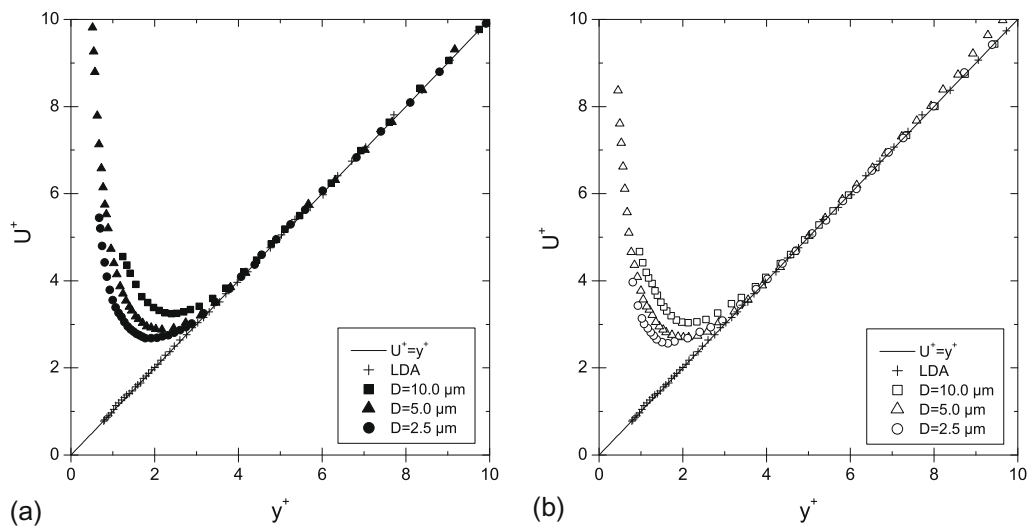 10
8
6
4
2
0
U⁺
0 2 4 6 8 10
y⁺
U⁺=y⁺
LDA
D=10.0 µm
D=5.0 µm
D=2.5 µm
(a)
10
8
6
4
2
0
U⁺
0 2 4 6 8 10
y⁺
U⁺=y⁺
LDA
D=10.0 µm
D=5.0 µm
D=2.5 µm
(b)